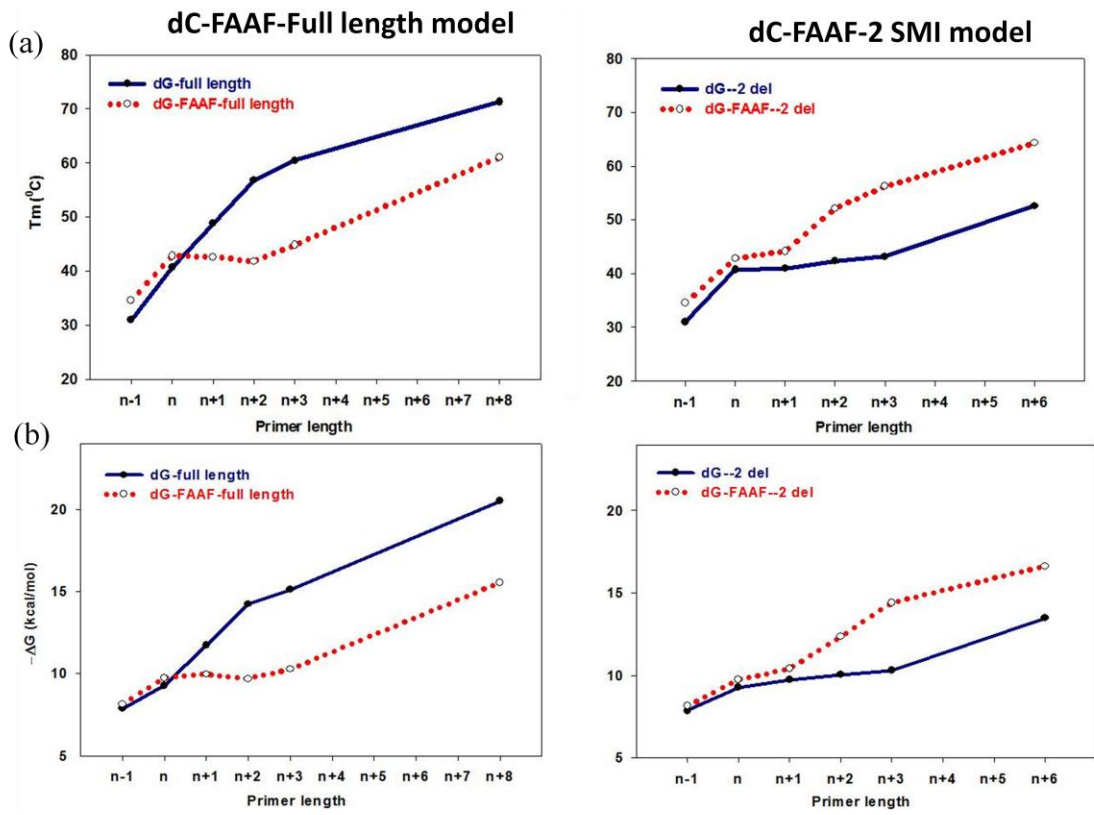 dC-FAAF-Full length model
dC-FAAF-2 SMI model
(a)
80
70
60
50
40
30
20
Tm (⁰C)
dG-full length
dG-FAAF-full length
n-1 n n+1 n+2 n+3 n+4 n+5 n+6 n+7 n+8
Primer length
80
70
60
50
40
30
20
dG--2 del
dG-FAAF--2 del
n-1 n n+1 n+2 n+3 n+4 n+5 n+6
Primer length
(b)
20
15
10
5
−ΔG (kcal/mol)
dG-full length
dG-FAAF-full length
n-1 n n+1 n+2 n+3 n+4 n+5 n+6 n+7 n+8
Primer length
20
15
10
5
dG--2 del
dG-FAAF--2 del
n-1 n n+1 n+2 n+3 n+4 n+5 n+6
Primer length